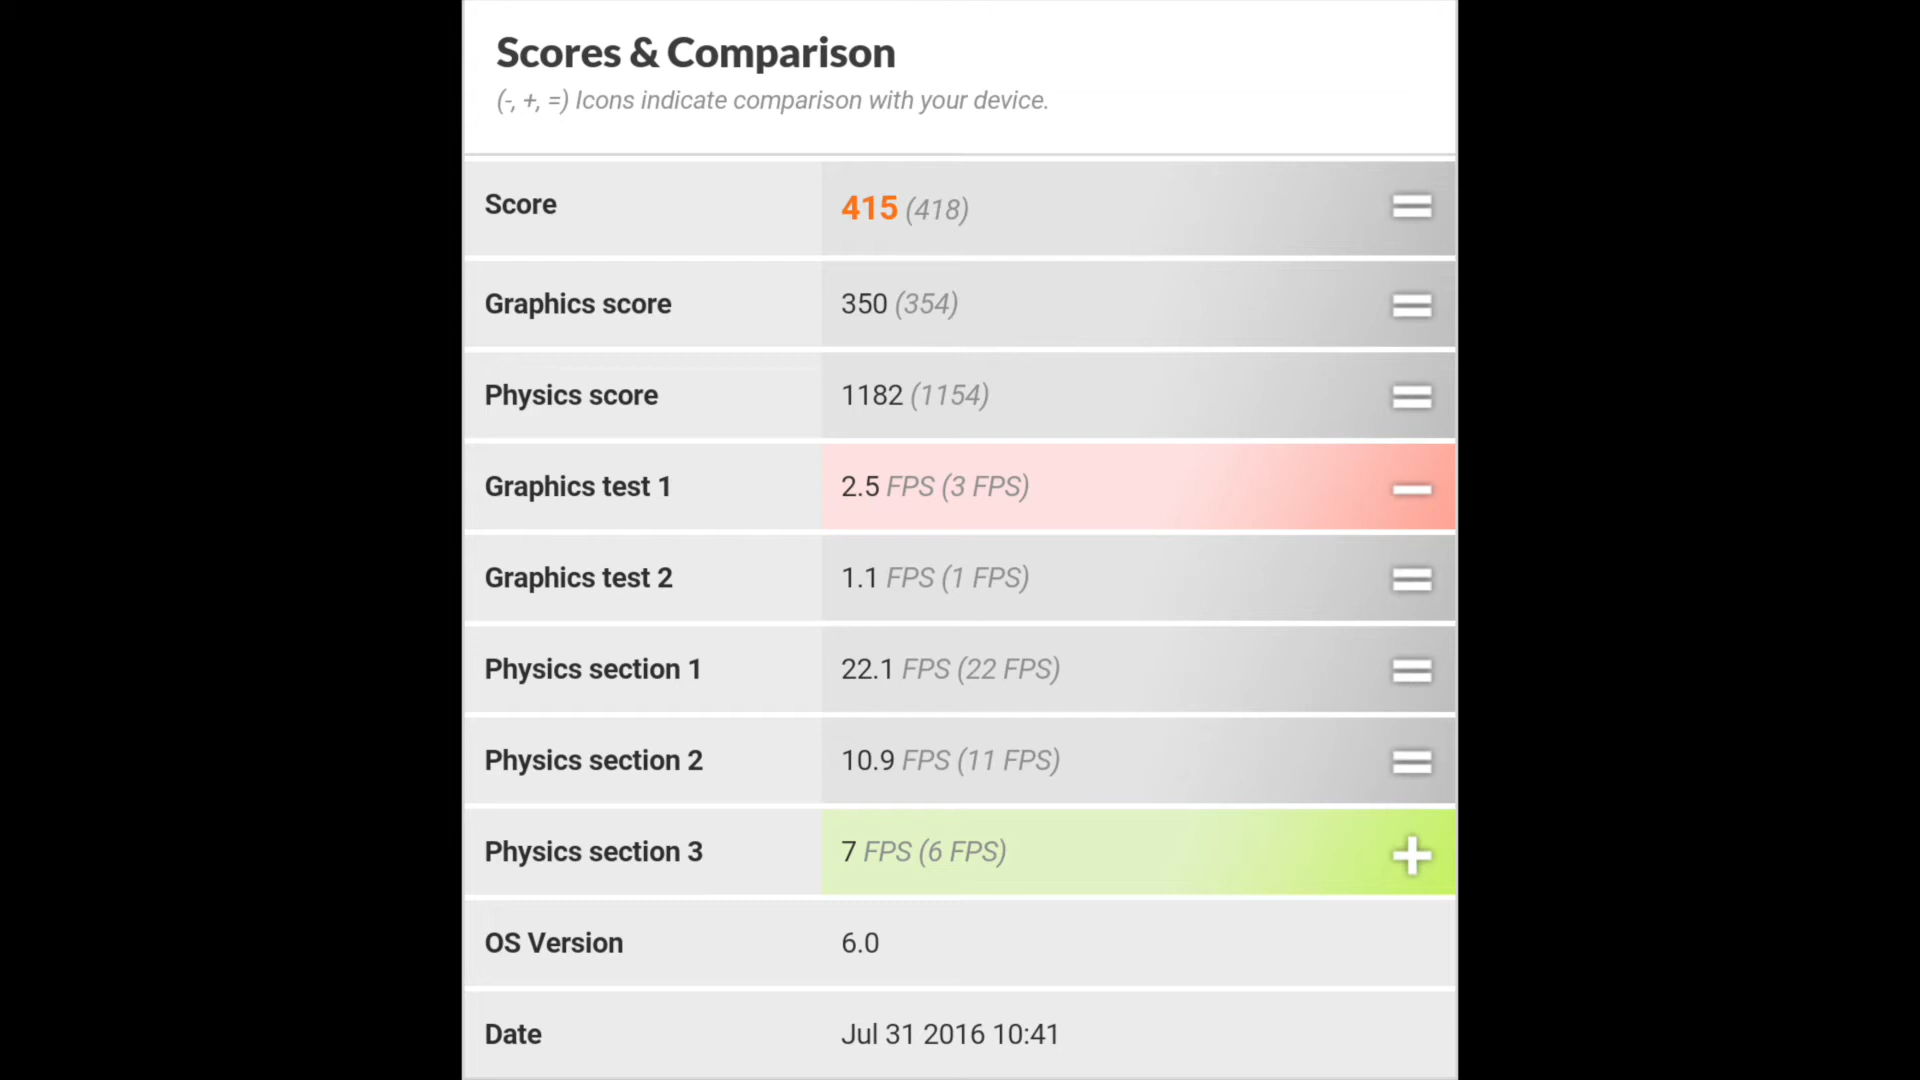 Scores & Comparison
(-, +, =) Icons indicate comparison with your device.
Score 415 (418)
Graphics score 350 (354)
Physics score 1182 (1154)
Graphics test 1 2.5 FPS (3 FPS)
Graphics test 2 1.1 FPS (1 FPS)
Physics section 1 22.1 FPS (22 FPS)
Physics section 2 10.9 FPS (11 FPS)
Physics section 3 7 FPS (6 FPS)
OS Version 6.0
Date Jul 31 2016 10:41